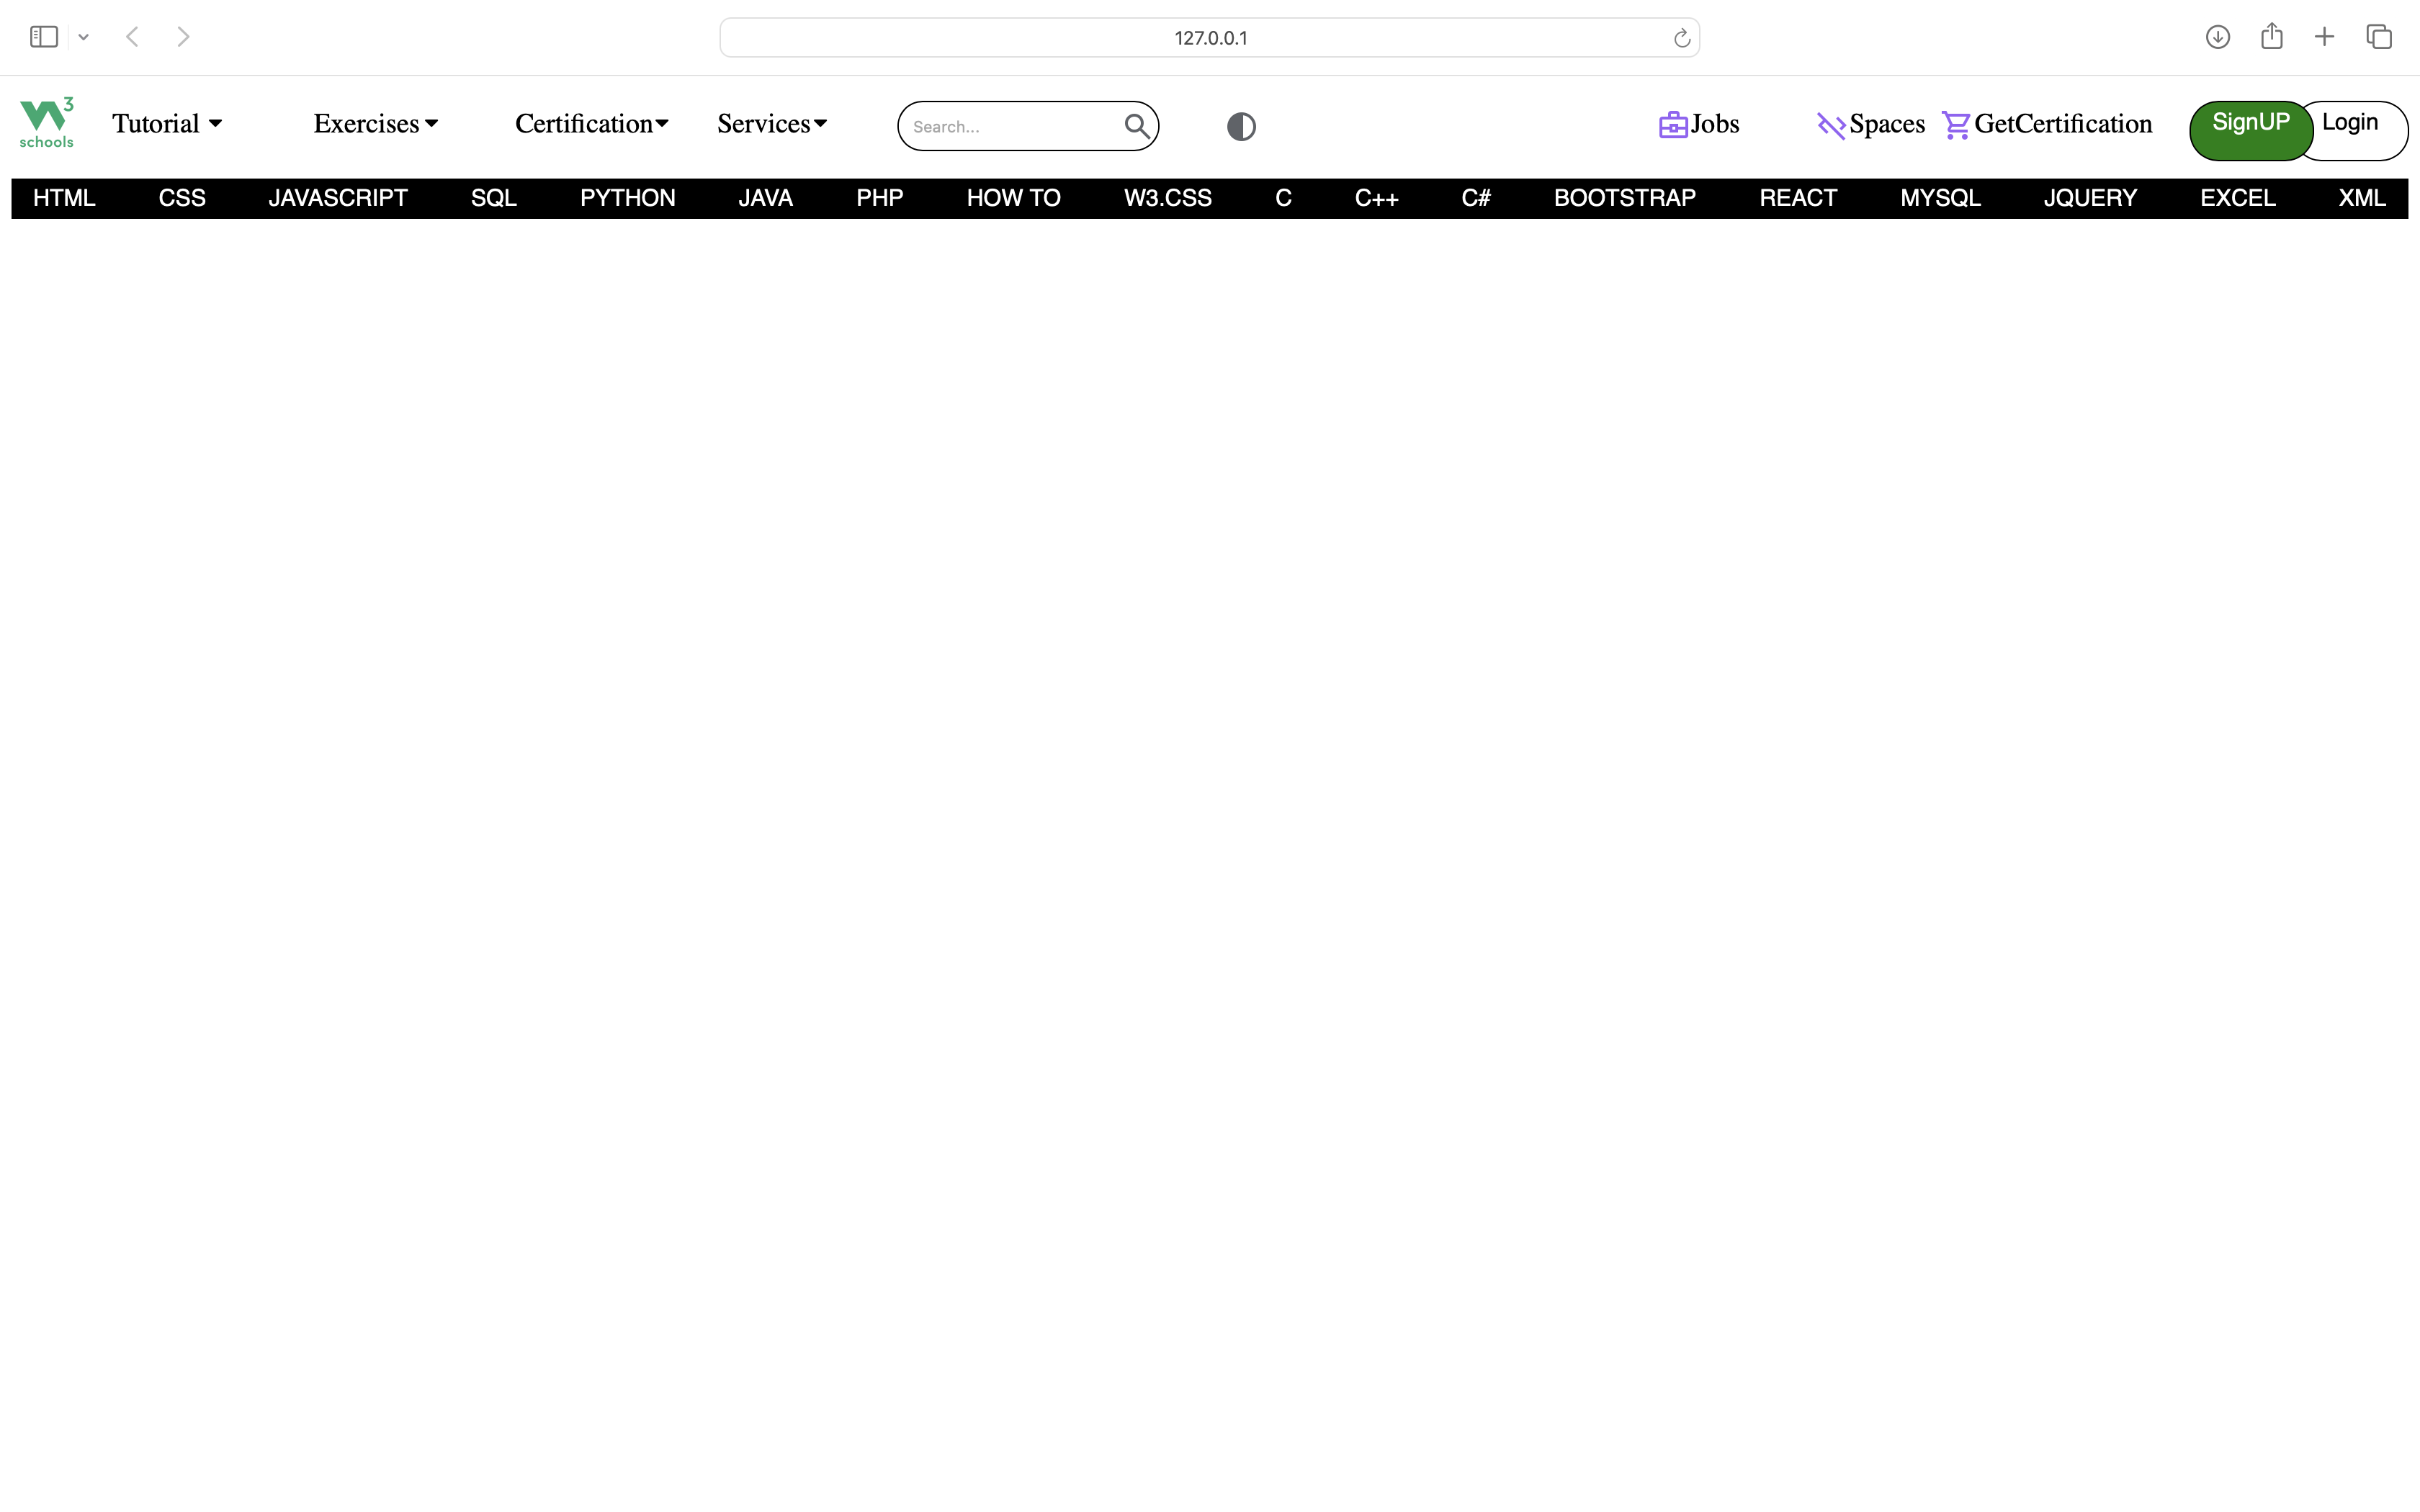 127.0.0.1
W3 schools Tutorial Exercises Certification Services Search... Jobs Spaces GetCertification SignUP Login
HTML CSS JAVASCRIPT SQL PYTHON JAVA PHP HOW TO W3.CSS C C++ C# BOOTSTRAP REACT MYSQL JQUERY EXCEL XML